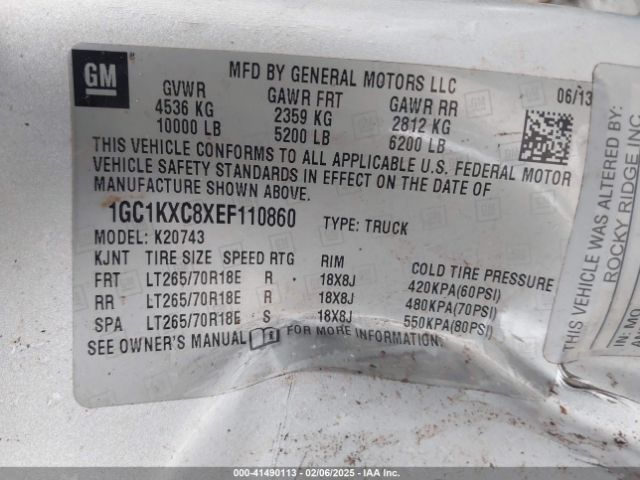 GM
MFD BY GENERAL MOTORS LLC
06/13
GVWR GAWR FRT GAWR RR
4536 KG 2359 KG 2812 KG
10000 LB 5200 LB 6200 LB
THIS VEHICLE CONFORMS TO ALL APPLICABLE U.S. FEDERAL MOTOR
VEHICLE SAFETY STANDARDS IN EFFECT ON THE DATE OF
MANUFACTURE SHOWN ABOVE.
1GC1KXC8XEF110860 TYPE: TRUCK
MODEL: K20743
KJNT TIRE SIZE SPEED RTG RIM COLD TIRE PRESSURE
FRT LT265/70R18E R 18X8J 420KPA(60PSI)
RR LT265/70R18E R 18X8J 480KPA(70PSI)
SPA LT265/70R18E S 18X8J 550KPA(80PSI)
SEE OWNER'S MANUAL FOR MORE INFORMATION.
THIS VEHICLE WAS ALTERED BY:
ROCKY RIDGE INC.
IN: MO
000-41490113 - 02/06/2025 - IAAI.com